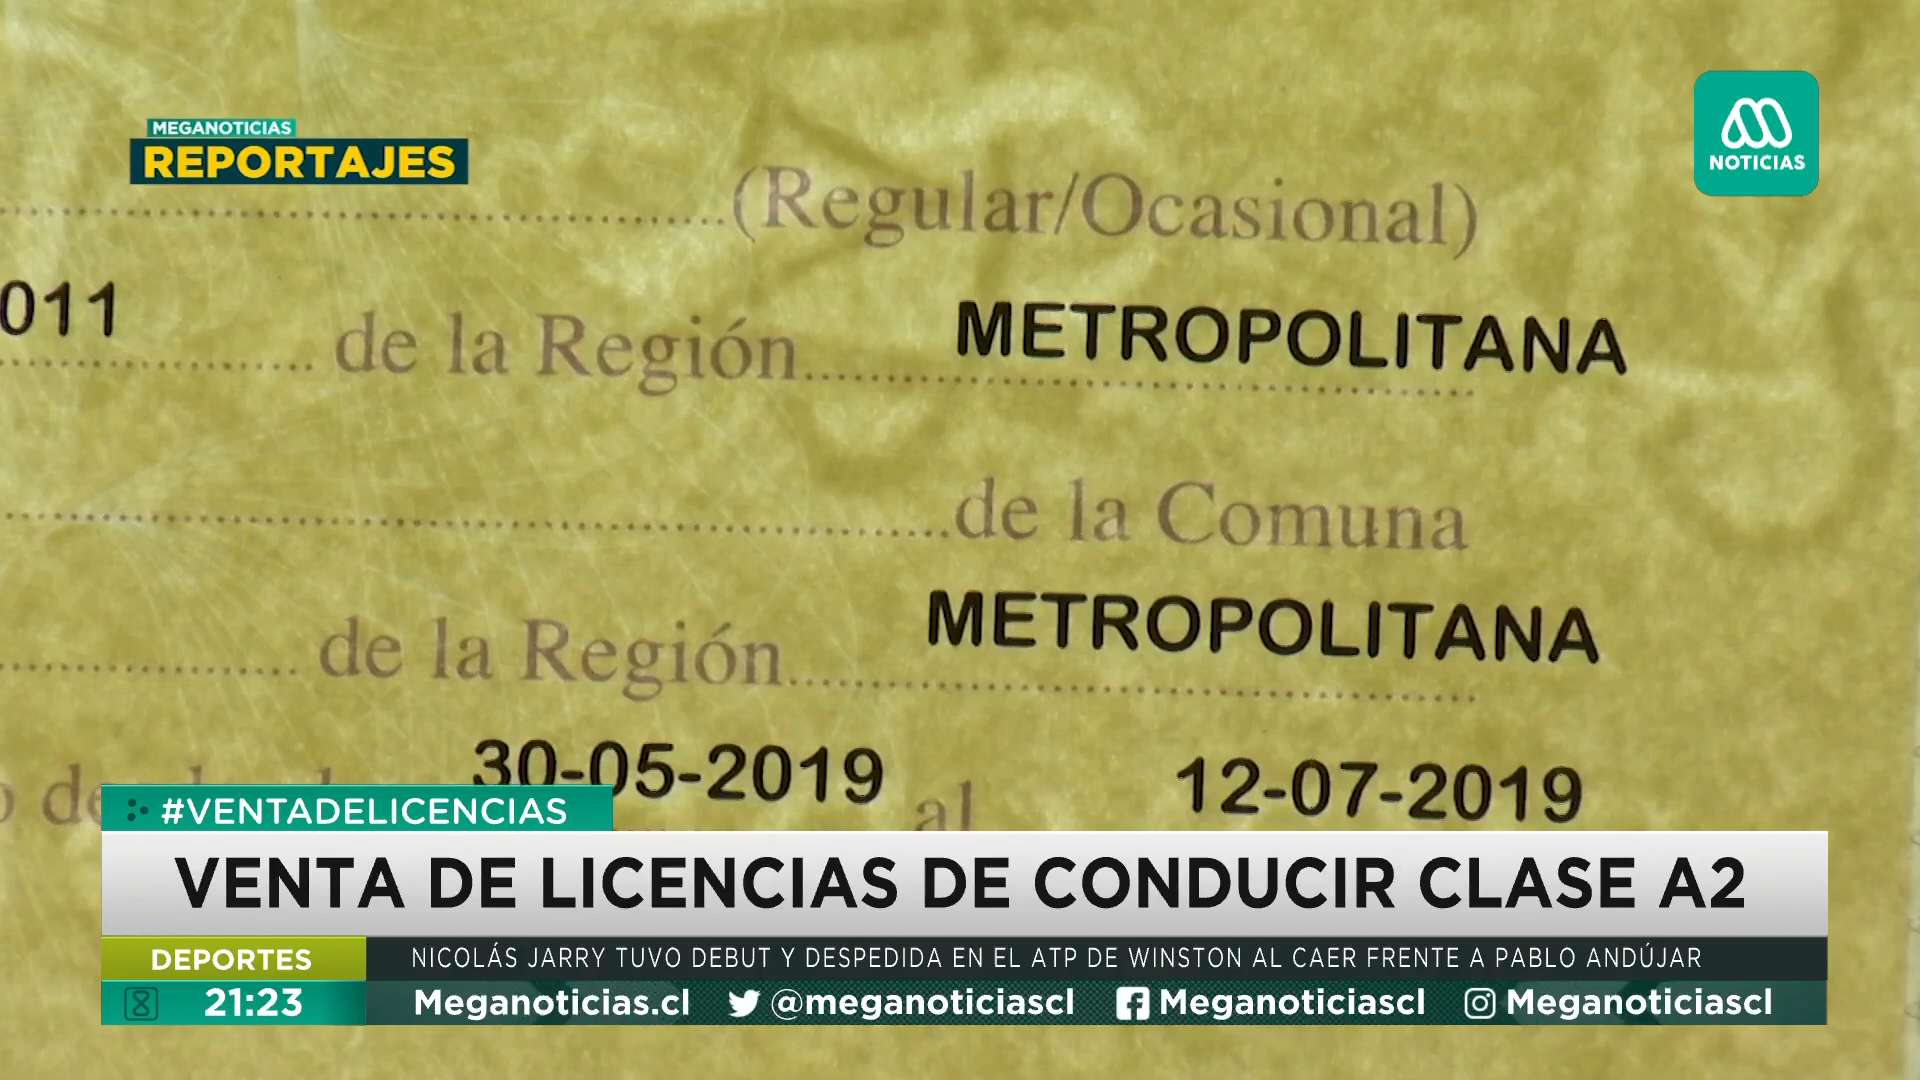 MEGANOTICIAS
REPORTAJES
NOTICIAS
(Regular/Ocasional)
011 de la Región METROPOLITANA
de la Comuna
de la Región METROPOLITANA
30-05-2019 al 12-07-2019
#VENTADELICENCIAS
VENTA DE LICENCIAS DE CONDUCIR CLASE A2
DEPORTES NICOLÁS JARRY TUVO DEBUT Y DESPEDIDA EN EL ATP DE WINSTON AL CAER FRENTE A PABLO ANDÚJAR
21:23 Meganoticias.cl @meganoticiascl Meganoticiascl Meganoticiascl